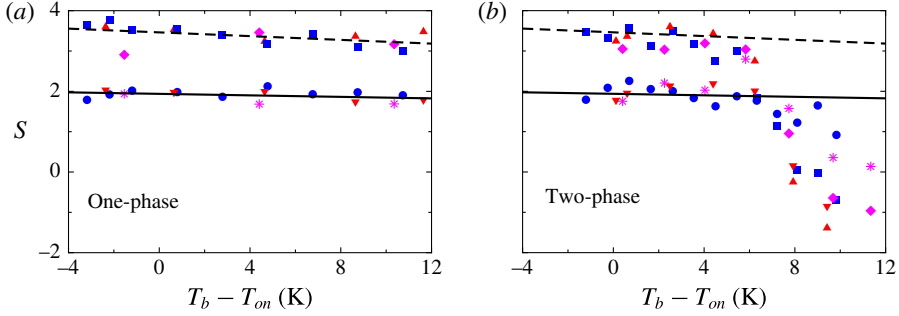 (a)
(b)
4
2
0
−2
S
One-phase
Two-phase
−4
0
4
8
12
−4
0
4
8
12
T_b − T_on (K)
T_b − T_on (K)